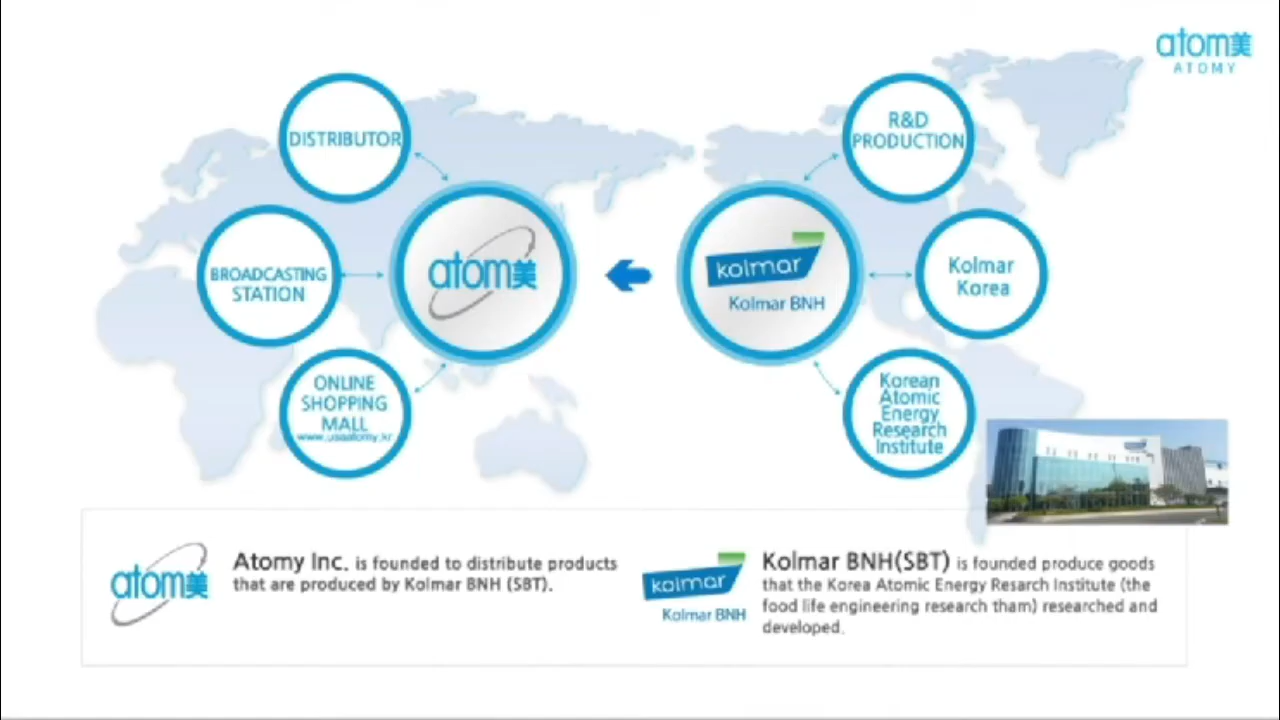 atom美
ATOMY
DISTRIBUTOR
R&D
PRODUCTION
BROADCASTING
STATION
atom美
kolmar
Kolmar BNH
Kolmar
Korea
ONLINE
SHOPPING
MALL
www.usaatomy.kr
Korean
Atomic
Energy
Research
Institute
atom美
Atomy Inc. is founded to distribute products
that are produced by Kolmar BNH (SBT).
kolmar
Kolmar BNH
Kolmar BNH(SBT) is founded produce goods
that the Korea Atomic Energy Resarch Institute (the
food life engineering research tham) researched and
developed.